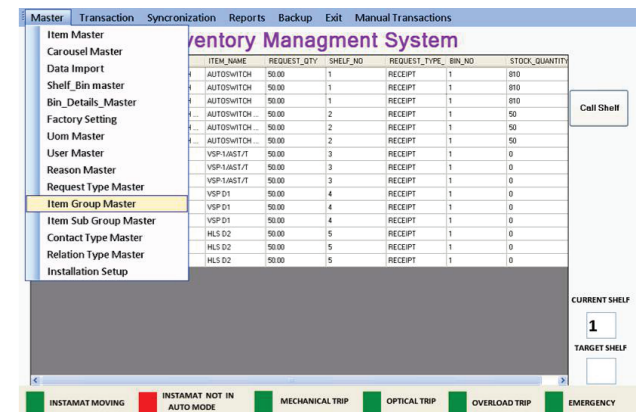 Master Transaction Syncronization Reports Backup Exit Manual Transactions
ventory Managment System
Item Master
Carousel Master
Data Import
Shelf_Bin master
Bin_Details_Master
Factory Setting
Uom Master
User Master
Reason Master
Request Type Master
Item Group Master
Item Sub Group Master
Contact Type Master
Relation Type Master
Installation Setup
ITEM_NAME REQUEST_QTY SHELF_NO REQUEST_TYPE_ BIN_NO STOCK_QUANTITY
H AUTOSWITCH 50.00 1 RECEIPT 1 810
H AUTOSWITCH 50.00 1 RECEIPT 1 810
H AUTOSWITCH 50.00 1 RECEIPT 1 810
H ... AUTOSWITCH ... 50.00 2 RECEIPT 1 50
H ... AUTOSWITCH ... 50.00 2 RECEIPT 1 50
H ... AUTOSWITCH ... 50.00 2 RECEIPT 1 50
VSP-1/AST/T 50.00 3 RECEIPT 1 0
VSP-1/AST/T 50.00 3 RECEIPT 1 0
VSP-1/AST/T 50.00 3 RECEIPT 1 0
VSP D1 50.00 4 RECEIPT 1 0
VSP D1 50.00 4 RECEIPT 1 0
VSP D1 50.00 4 RECEIPT 1 0
HLS D2 50.00 5 RECEIPT 1 0
HLS D2 50.00 5 RECEIPT 1 0
HLS D2 50.00 5 RECEIPT 1 0
Call Shelf
CURRENT SHELF
1
TARGET SHELF
INSTAMAT MOVING
INSTAMAT NOT IN
AUTO MODE
MECHANICAL TRIP
OPTICAL TRIP
OVERLOAD TRIP
EMERGENCY